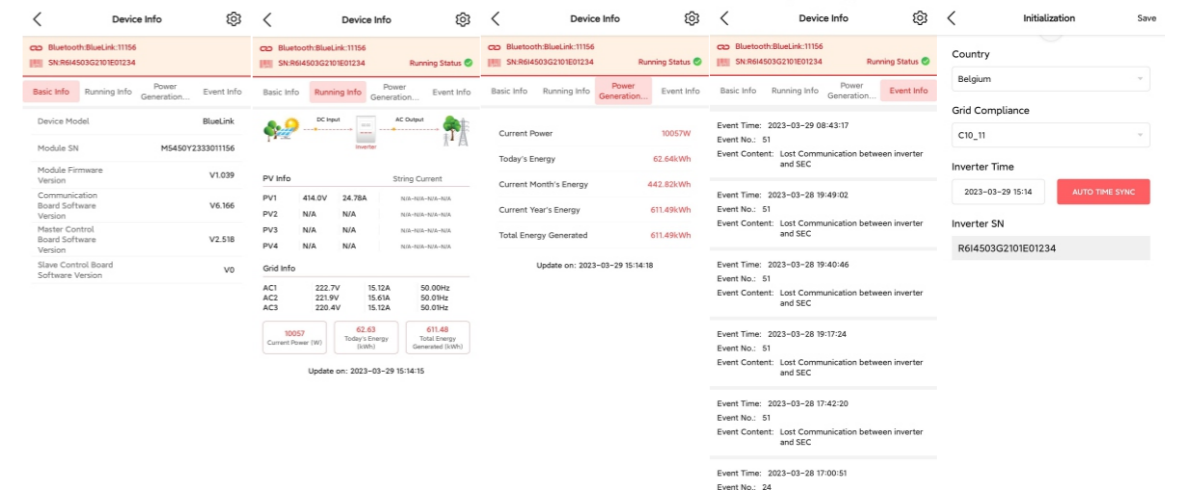 Device Info
Bluetooth:BlueLink:11156
SN:R6I4503G2101E01234
Basic Info
Running Info
Power
Generation...
Event Info
Device Model BlueLink
Module SN M5450Y2333011156
Module Firmware
Version V1.039
Communication
Board Software
Version V6.166
Master Control
Board Software
Version V2.518
Slave Control Board
Software Version V0
Device Info
Bluetooth:BlueLink:11156
SN:R6I4503G2101E01234 Running Status
Basic Info
Running Info
Power
Generation...
Event Info
DC Input AC Output
Inverter
PV Info String Current
PV1 414.0V 24.78A N/A-N/A-N/A-N/A
PV2 N/A N/A N/A-N/A-N/A-N/A
PV3 N/A N/A N/A-N/A-N/A-N/A
PV4 N/A N/A N/A-N/A-N/A-N/A
Grid Info
AC1 222.7V 15.12A 50.00Hz
AC2 221.9V 15.61A 50.01Hz
AC3 220.4V 15.12A 50.01Hz
10057
Current Power (W)
62.63
Today's Energy
(kWh)
611.48
Total Energy
Generated (kWh)
Update on: 2023-03-29 15:14:15
Device Info
Bluetooth:BlueLink:11156
SN:R6I4503G2101E01234 Running Status
Basic Info
Running Info
Power
Generation...
Event Info
Current Power 10057W
Today's Energy 62.64kWh
Current Month's Energy 442.82kWh
Current Year's Energy 611.49kWh
Total Energy Generated 611.49kWh
Update on: 2023-03-29 15:14:18
Device Info
Bluetooth:BlueLink:11156
SN:R6I4503G2101E01234 Running Status
Basic Info
Running Info
Power
Generation...
Event Info
Event Time: 2023-03-29 08:43:17
Event No.: 51
Event Content: Lost Communication between inverter
and SEC
Event Time: 2023-03-28 19:49:02
Event No.: 51
Event Content: Lost Communication between inverter
and SEC
Event Time: 2023-03-28 19:40:46
Event No.: 51
Event Content: Lost Communication between inverter
and SEC
Event Time: 2023-03-28 19:17:24
Event No.: 51
Event Content: Lost Communication between inverter
and SEC
Event Time: 2023-03-28 17:42:20
Event No.: 51
Event Content: Lost Communication between inverter
and SEC
Event Time: 2023-03-28 17:00:51
Event No.: 24
Initialization Save
Country
Belgium
Grid Compliance
C10_11
Inverter Time
2023-03-29 15:14 AUTO TIME SYNC
Inverter SN
R6I4503G2101E01234